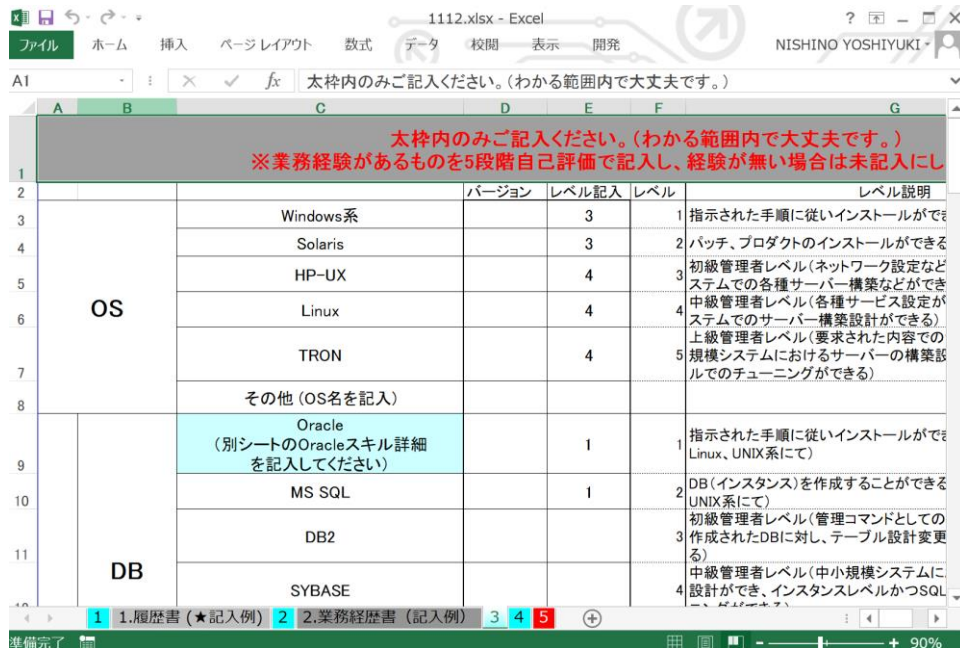 1112.xlsx - Excel
ファイル ホーム 挿入 ページ レイアウト 数式 データ 校閲 表示 開発 NISHINO YOSHIYUKI
A1 fx 太枠内のみご記入ください。（わかる範囲内で大丈夫です。）
A B C D E F G
1 太枠内のみご記入ください。（わかる範囲内で大丈夫です。）
※業務経験があるものを5段階自己評価で記入し、経験が無い場合は未記入にし
2 バージョン レベル記入 レベル レベル説明
3 Windows系 3 1 指示された手順に従いインストールができ
4 Solaris 3 2 パッチ、プロダクトのインストールができる
5 HP-UX 4 3 初級管理者レベル（ネットワーク設定など
ステムでの各種サーバー構築などができ
6 OS Linux 4 4 中級管理者レベル（各種サービス設定が
ステムでのサーバー構築設計ができる）
7 TRON 4 5 上級管理者レベル（要求された内容での
規模システムにおけるサーバーの構築設
ルでのチューニングができる）
8 その他（OS名を記入）
9 Oracle
（別シートのOracleスキル詳細
を記入してください） 1 1 指示された手順に従いインストールができ
Linux、UNIX系にて）
10 MS SQL 1 2 DB（インスタンス）を作成することができる
UNIX系にて）
11 DB2 3 初級管理者レベル（管理コマンドとしての
作成されたDBに対し、テーブル設計変更
る）
DB SYBASE 4 中級管理者レベル（中小規模システムに
設計ができ、インスタンスレベルかつSQL
1 1.履歴書 (★記入例) 2 2.業務経歴書（記入例） 3 4 5
準備完了 90%